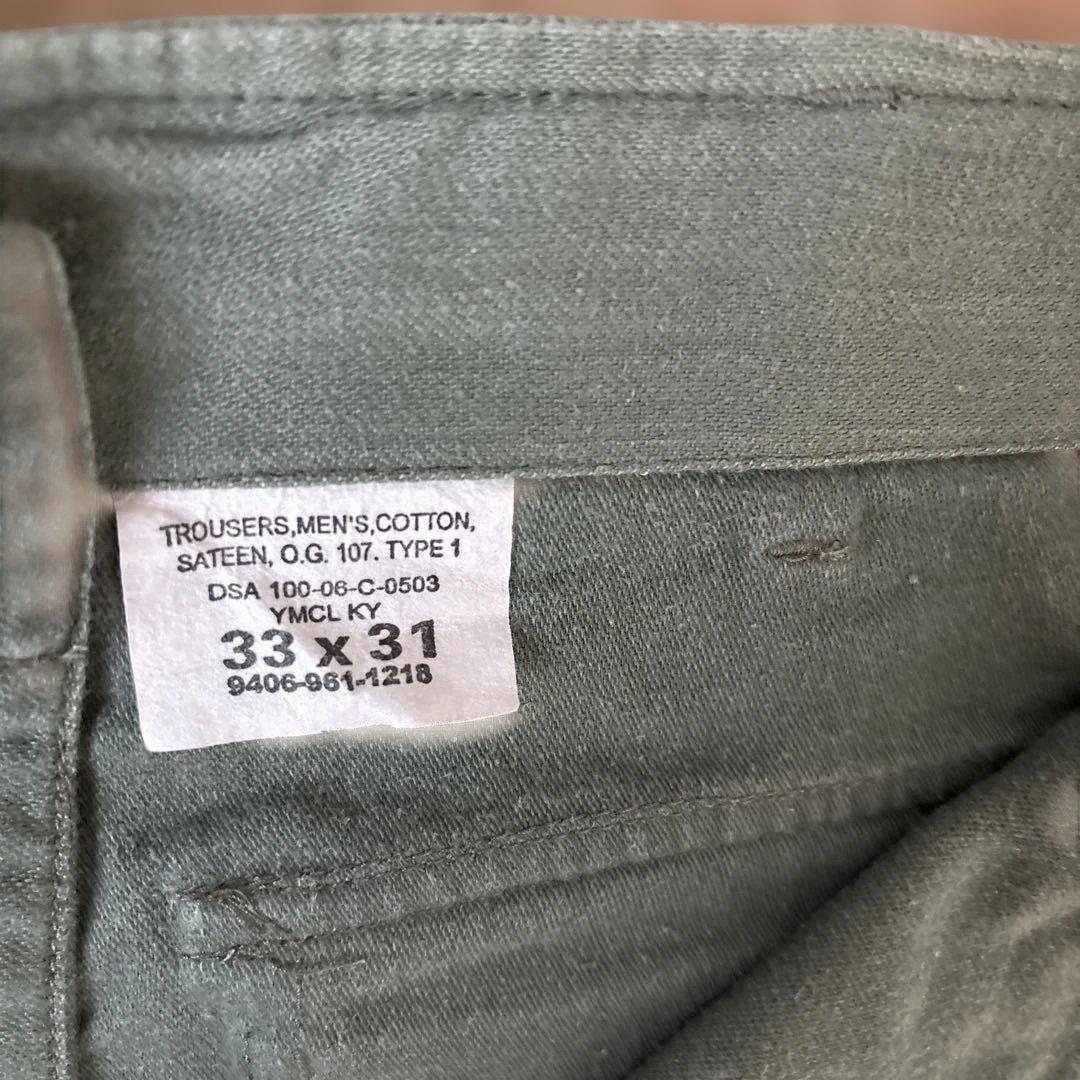 TROUSERS,MEN'S,COTTON,
SATEEN, O.G. 107. TYPE 1
DSA 100-06-C-0503
YMCL KY
33 x 31
9406-961-1218